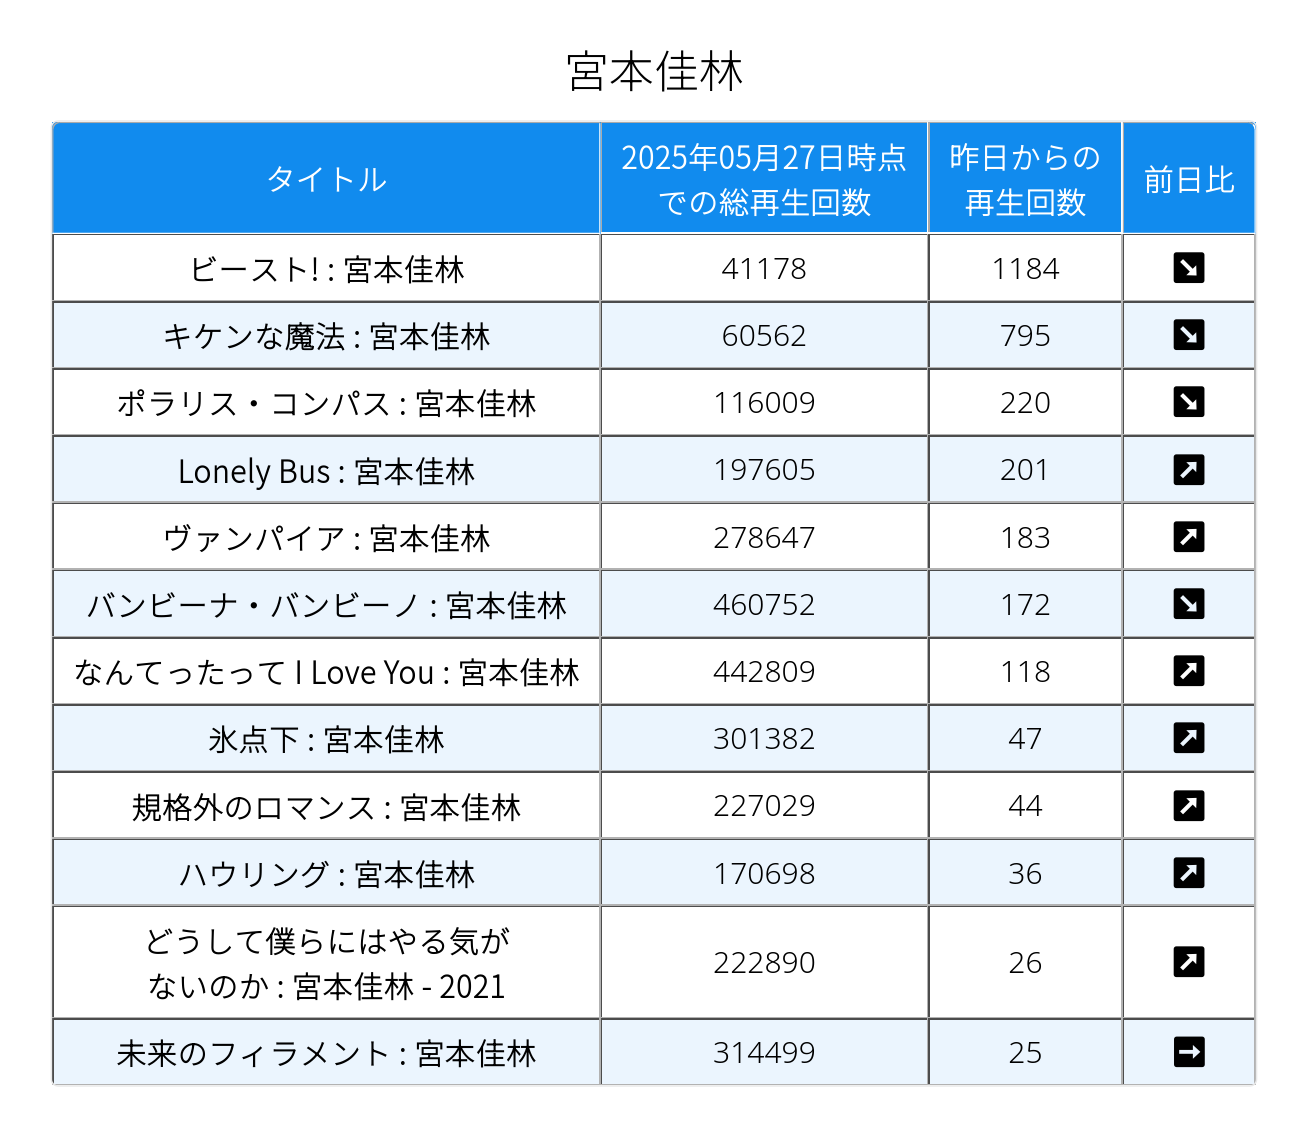 宮本佳林
タイトル
2025年05月27日時点
での総再生回数
昨日からの
再生回数
前日比
ビースト! : 宮本佳林
41178
1184
キケンな魔法 : 宮本佳林
60562
795
ポラリス・コンパス : 宮本佳林
116009
220
Lonely Bus : 宮本佳林
197605
201
ヴァンパイア : 宮本佳林
278647
183
バンビーナ・バンビーノ : 宮本佳林
460752
172
なんてったって I Love You : 宮本佳林
442809
118
氷点下 : 宮本佳林
301382
47
規格外のロマンス : 宮本佳林
227029
44
ハウリング : 宮本佳林
170698
36
どうして僕らにはやる気が
ないのか : 宮本佳林 - 2021
222890
26
未来のフィラメント : 宮本佳林
314499
25